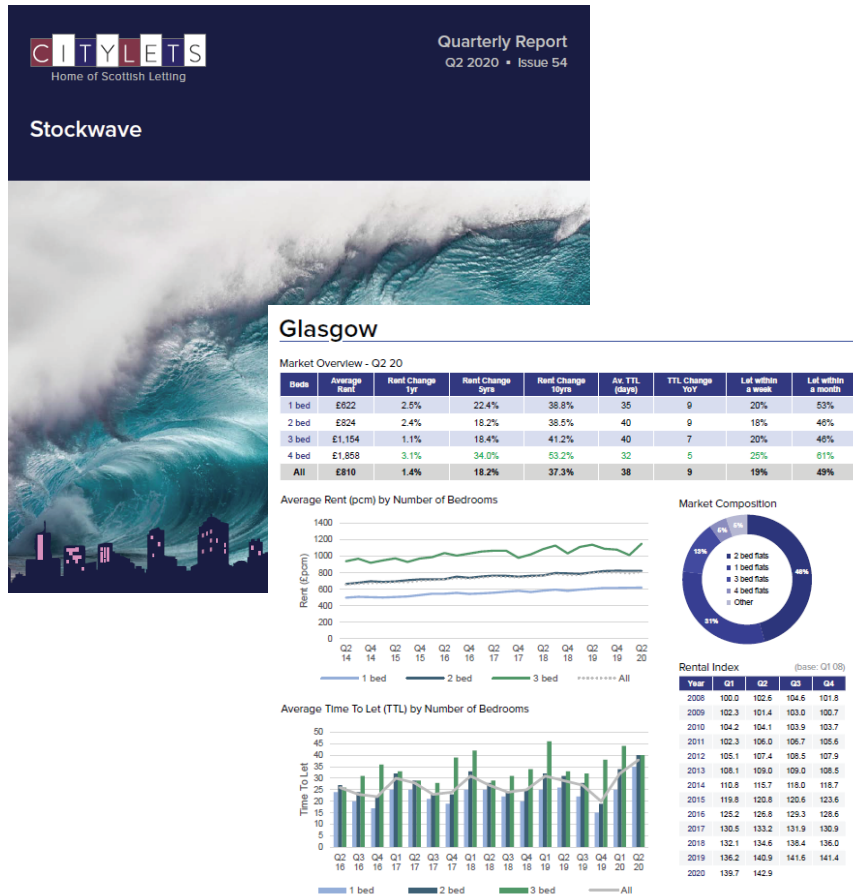 CITYLETS
Home of Scottish Letting
Quarterly Report
Q2 2020 ▪ Issue 54
Stockwave
Glasgow
Market Overview - Q2 20
Beds Average Rent Rent Change 1yr Rent Change 5yrs Rent Change 10yrs Av. TTL (days) TTL Change YoY Let within a week Let within a month
1 bed £622 2.5% 22.4% 38.8% 35 9 20% 53%
2 bed £824 2.4% 18.2% 38.5% 40 9 18% 46%
3 bed £1,154 1.1% 18.4% 41.2% 40 7 20% 46%
4 bed £1,858 3.1% 34.0% 53.2% 32 5 25% 61%
All £810 1.4% 18.2% 37.3% 38 9 19% 49%
Average Rent (pcm) by Number of Bedrooms
Rent (£pcm)
1400
1200
1000
800
600
400
200
0
Q2 Q4 Q2 Q4 Q2 Q4 Q2 Q4 Q2 Q4 Q2 Q4 Q2
14 14 15 15 16 16 17 17 18 18 19 19 20
1 bed 2 bed 3 bed All
Market Composition
48%
31%
13%
5%
2 bed flats
1 bed flats
3 bed flats
4 bed flats
Other
Average Time To Let (TTL) by Number of Bedrooms
Time To Let
50
45
40
35
30
25
20
15
10
5
0
Q2 Q3 Q4 Q1 Q2 Q3 Q4 Q1 Q2 Q3 Q4 Q1 Q2 Q3 Q4 Q1 Q2
16 16 16 17 17 17 17 18 18 18 18 19 19 19 19 20 20
1 bed 2 bed 3 bed All
Rental Index (base: Q1 08)
Year Q1 Q2 Q3 Q4
2008 100.0 102.6 104.6 101.8
2009 102.3 101.4 103.0 100.7
2010 104.2 104.1 103.9 103.7
2011 102.3 106.0 106.7 105.6
2012 105.1 107.4 108.5 107.9
2013 108.1 109.0 109.0 108.5
2014 110.8 115.7 118.0 118.7
2015 119.8 120.8 120.6 123.6
2016 125.2 126.8 129.3 128.6
2017 130.5 133.2 131.9 130.9
2018 132.1 134.6 138.4 136.0
2019 136.2 140.9 141.6 141.4
2020 139.7 142.9